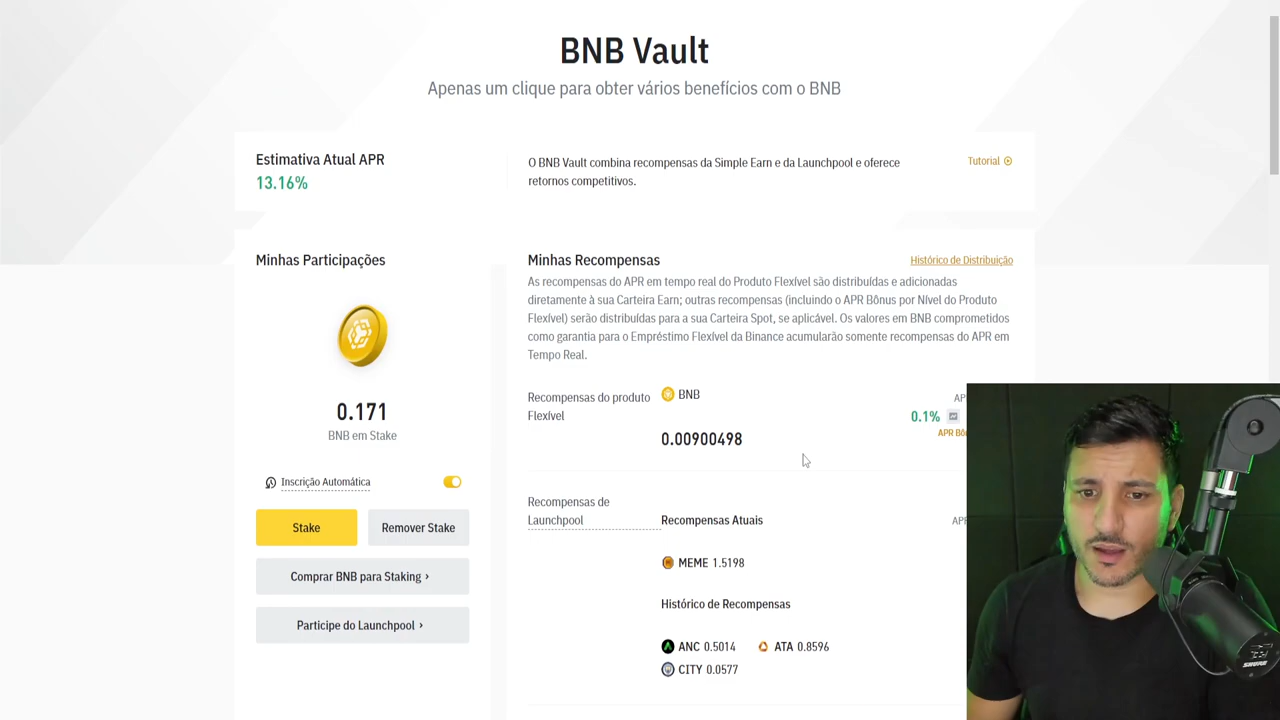 BNB Vault
Apenas um clique para obter vários benefícios com o BNB
Estimativa Atual APR
13.16%
O BNB Vault combina recompensas da Simple Earn e da Launchpool e oferece
retornos competitivos.
Tutorial
Minhas Participações
0.171
BNB em Stake
Inscrição Automática
Stake
Remover Stake
Comprar BNB para Staking ›
Participe do Launchpool ›
Minhas Recompensas
Histórico de Distribuição
As recompensas do APR em tempo real do Produto Flexível são distribuídas e adicionadas
diretamente à sua Carteira Earn; outras recompensas (incluindo o APR Bônus por Nível do Produto
Flexível) serão distribuídas para a sua Carteira Spot, se aplicável. Os valores em BNB comprometidos
como garantia para o Empréstimo Flexível da Binance acumularão somente recompensas do APR em
Tempo Real.
Recompensas do produto
Flexível
BNB
0.00900498
0.1%
Recompensas de
Launchpool
Recompensas Atuais
MEME 1.5198
Histórico de Recompensas
ANC 0.5014 ATA 0.8596
CITY 0.0577
SHURE